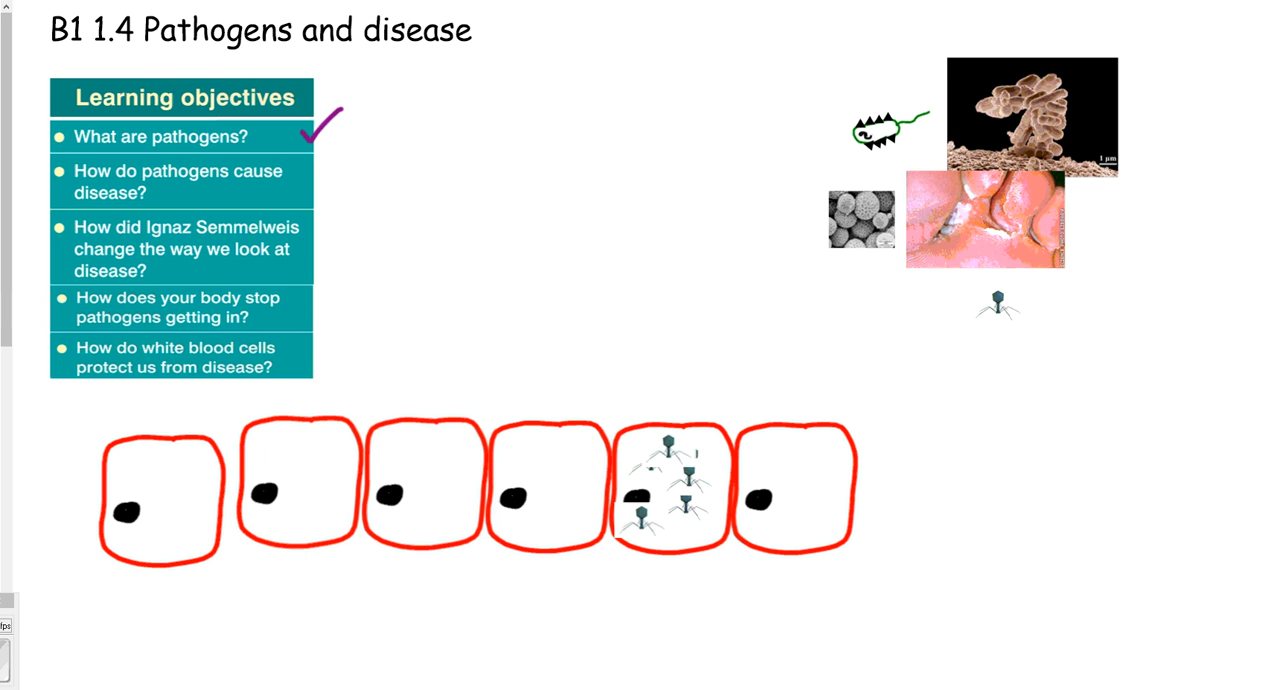 B1 1.4 Pathogens and disease
Learning objectives
What are pathogens?
How do pathogens cause
disease?
How did Ignaz Semmelweis
change the way we look at
disease?
How does your body stop
pathogens getting in?
How do white blood cells
protect us from disease?
1 µm
fps